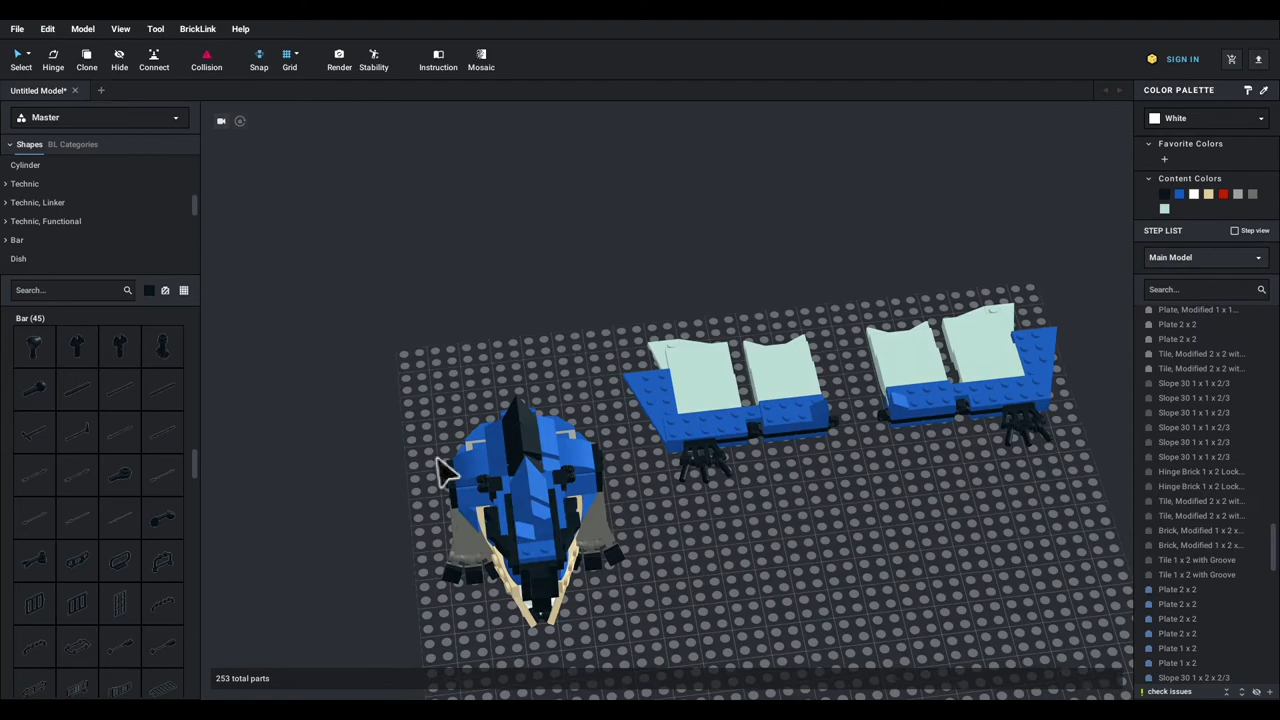 File Edit Model View Tool BrickLink Help
Select Hinge Clone Hide Connect Collision Snap Grid Render Stability Instruction Mosaic SIGN IN
Untitled Model* COLOR PALETTE
Master White
Shapes BL Categories Favorite Colors
Cylinder
Technic Content Colors
Technic, Linker
Technic, Functional STEP LIST Step view
Bar
Dish Main Model
Search... Search...
Bar (45)
Plate, Modified 1 x 1...
Plate 2 x 2
Plate 2 x 2
Tile, Modified 2 x 2 wit...
Tile, Modified 2 x 2 wit...
Slope 30 1 x 1 x 2/3
Slope 30 1 x 1 x 2/3
Slope 30 1 x 1 x 2/3
Slope 30 1 x 1 x 2/3
Slope 30 1 x 1 x 2/3
Slope 30 1 x 1 x 2/3
Hinge Brick 1 x 2 Lock...
Hinge Brick 1 x 2 Lock...
Tile, Modified 2 x 2 wit...
Tile, Modified 2 x 2 wit...
Brick, Modified 1 x 2 x...
Brick, Modified 1 x 2 x...
Tile 1 x 2 with Groove
Tile 1 x 2 with Groove
Plate 2 x 2
Plate 2 x 2
Plate 2 x 2
Plate 2 x 2
Plate 1 x 2
Plate 1 x 2
Slope 30 1 x 2 x 2/3
253 total parts
check issues